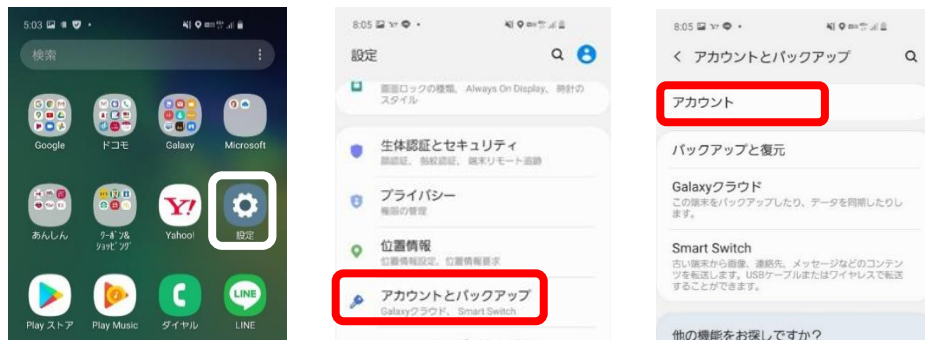 5:03
検索
Google
ドコモ
Galaxy
Microsoft
あんしん
ﾃﾞｰﾀ &
ｼｮｯﾋﾟﾝｸﾞ
Yahoo!
設定
Play ストア
Play Music
ダイヤル
LINE
LINE
8:05
設定
画面ロックの種類、 Always On Display、 時計の
スタイル
生体認証とセキュリティ
顔認証、 指紋認証、 端末リモート追跡
プライバシー
権限の管理
位置情報
位置情報設定、位置情報要求
アカウントとバックアップ
Galaxyクラウド、 Smart Switch
8:05
アカウントとバックアップ
アカウント
バックアップと復元
Galaxyクラウド
この端末をバックアップしたり、データを同期したりし
ます。
Smart Switch
古い端末から画像、連絡先、メッセージなどのコンテン
ツを転送します。USBケーブルまたはワイヤレスで転送
することができます。
他の機能をお探しですか？